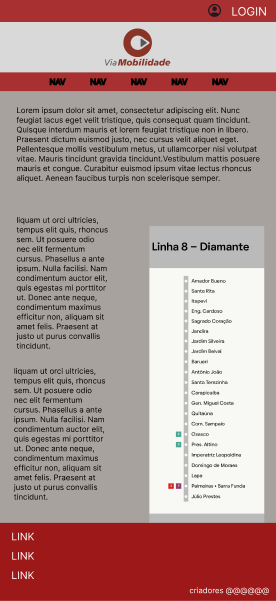 LOGIN
ViaMobilidade
NAV NAV NAV NAV NAV
Lorem ipsum dolor sit amet, consectetur adipiscing elit. Nunc
feugiat lacus eget velit tristique, quis consequat quam tincidunt.
Quisque interdum mauris et lorem feugiat tristique non in libero.
Praesent dictum euismod justo, nec cursus velit aliquet eget.
Pellentesque mollis vestibulum metus, ut ullamcorper nisi volutpat
vitae. Mauris tincidunt gravida tincidunt.Vestibulum mattis posuere
mauris et congue. Curabitur euismod ipsum vitae lectus rhoncus
aliquet. Aenean faucibus turpis non scelerisque semper.
liquam ut orci ultricies,
tempus elit quis, rhoncus
sem. Ut posuere odio
nec elit fermentum
cursus. Phasellus a ante
ipsum. Nulla facilisi. Nam
condimentum auctor elit,
quis egestas mi porttitor
ut. Donec ante neque,
condimentum maximus
efficitur non, aliquam sit
amet felis. Praesent at
justo ut purus convallis
tincidunt.
Linha 8 – Diamante
Amador Bueno
Santa Rita
Itapevi
Eng. Cardoso
Sagrado Coração
Jandira
Jardim Silveira
Jardim Belval
Barueri
Antônio João
Santa Terezinha
Carapicuíba
Gen. Miguel Costa
Quitaúna
Com. Sampaio
Osasco
Pres. Altino
Imperatriz Leopoldina
Domingo de Moraes
Lapa
Palmeiras • Barra Funda
Júlio Prestes
liquam ut orci ultricies,
tempus elit quis, rhoncus
sem. Ut posuere odio
nec elit fermentum
cursus. Phasellus a ante
ipsum. Nulla facilisi. Nam
condimentum auctor elit,
quis egestas mi porttitor
ut. Donec ante neque,
condimentum maximus
efficitur non, aliquam sit
amet felis. Praesent at
justo ut purus convallis
tincidunt.
LINK
LINK
LINK
criadores @@@@@@